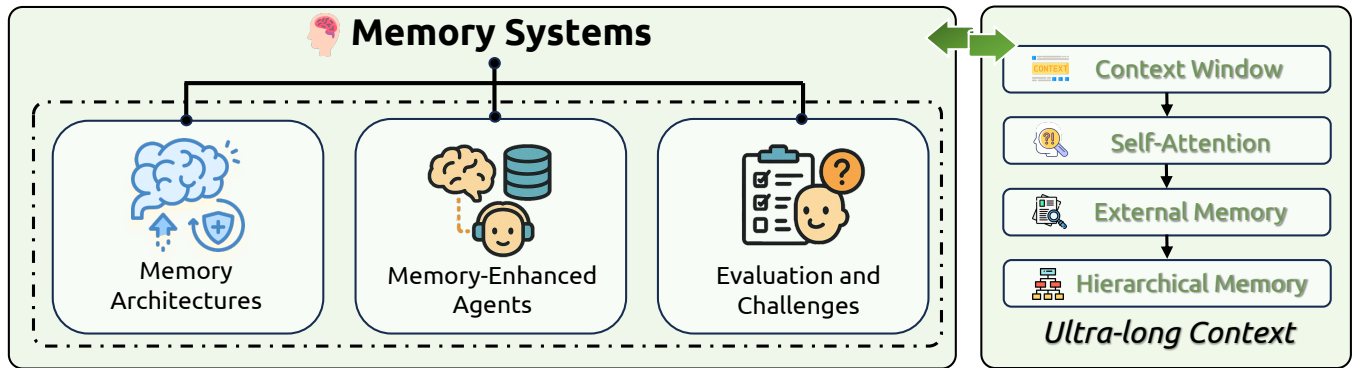 Memory Systems
Memory
Architectures
Memory-Enhanced
Agents
?
Evaluation and
Challenges
CONTEXT
Context Window
?!
Self-Attention
External Memory
Hierarchical Memory
Ultra-long Context